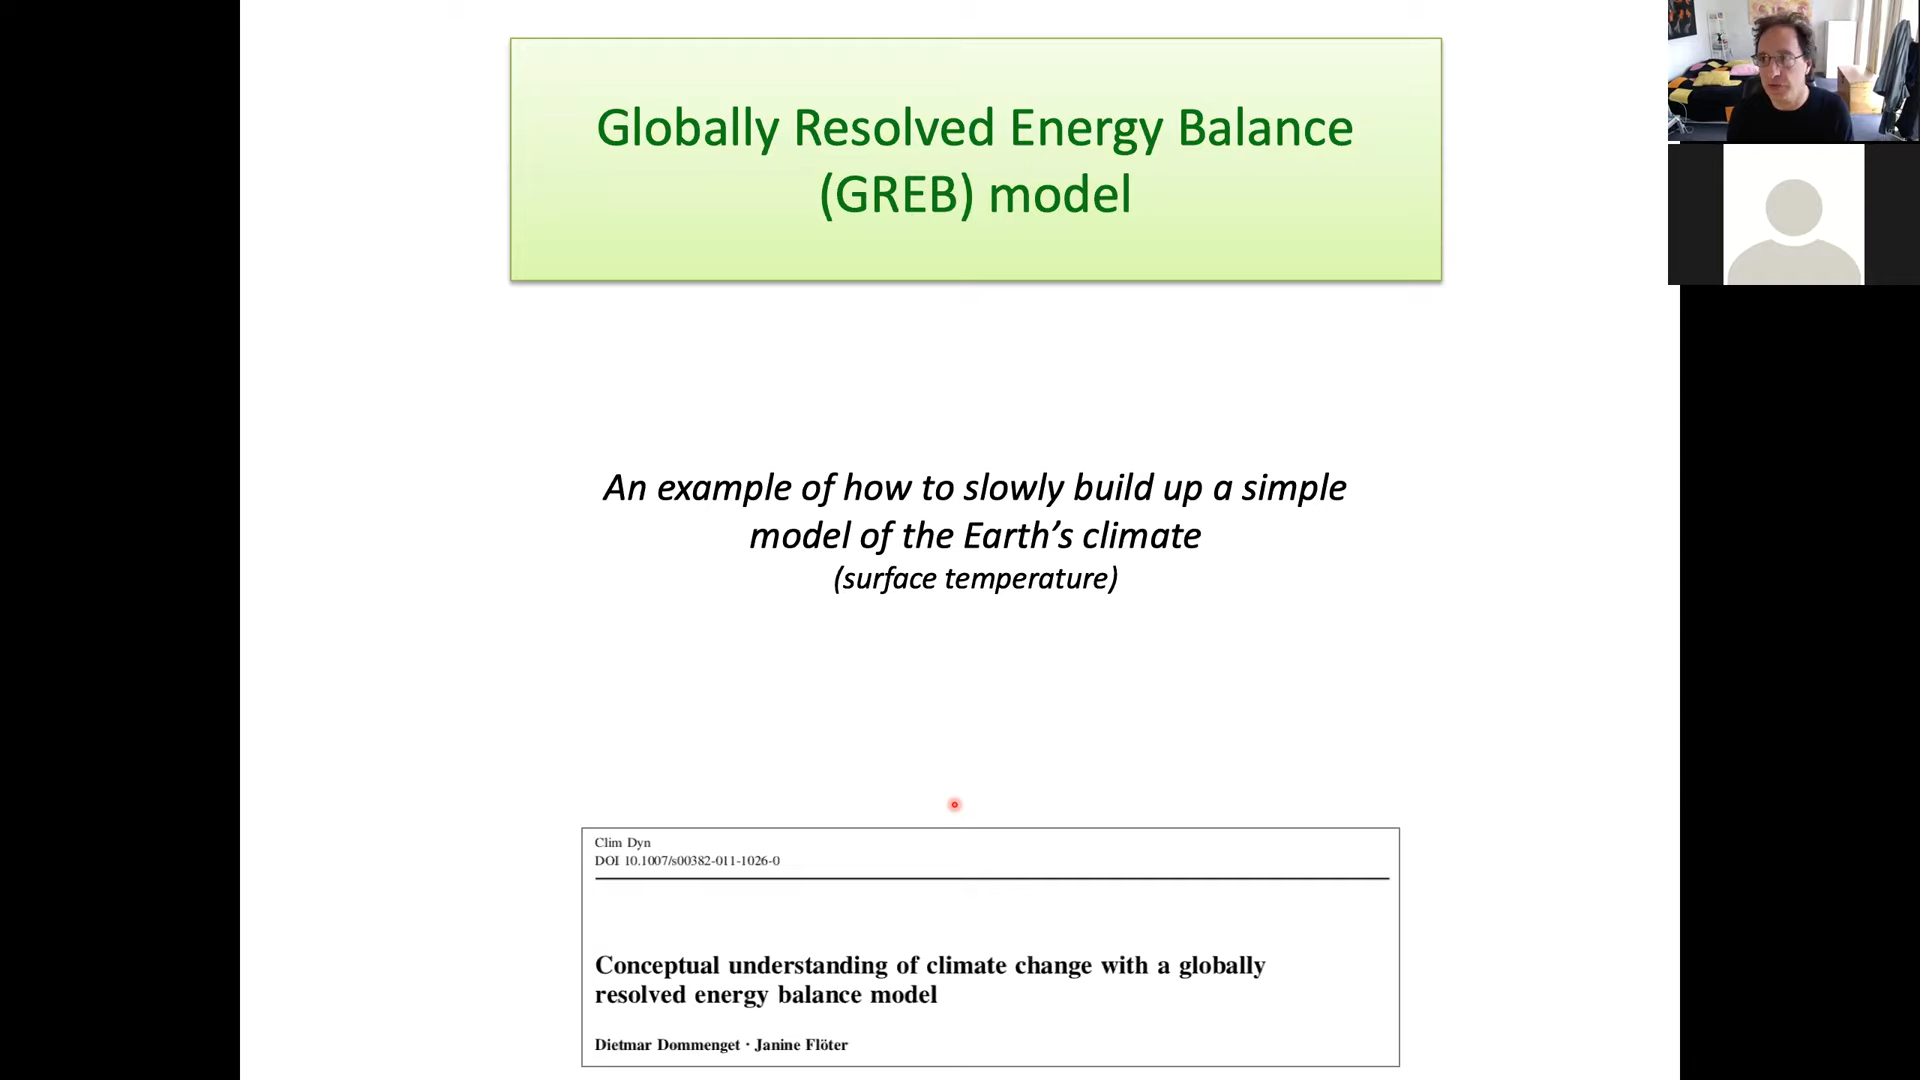 Globally Resolved Energy Balance
(GREB) model
An example of how to slowly build up a simple
model of the Earth’s climate
(surface temperature)
Clim Dyn
DOI 10.1007/s00382-011-1026-0
Conceptual understanding of climate change with a globally
resolved energy balance model
Dietmar Dommenget · Janine Flöter